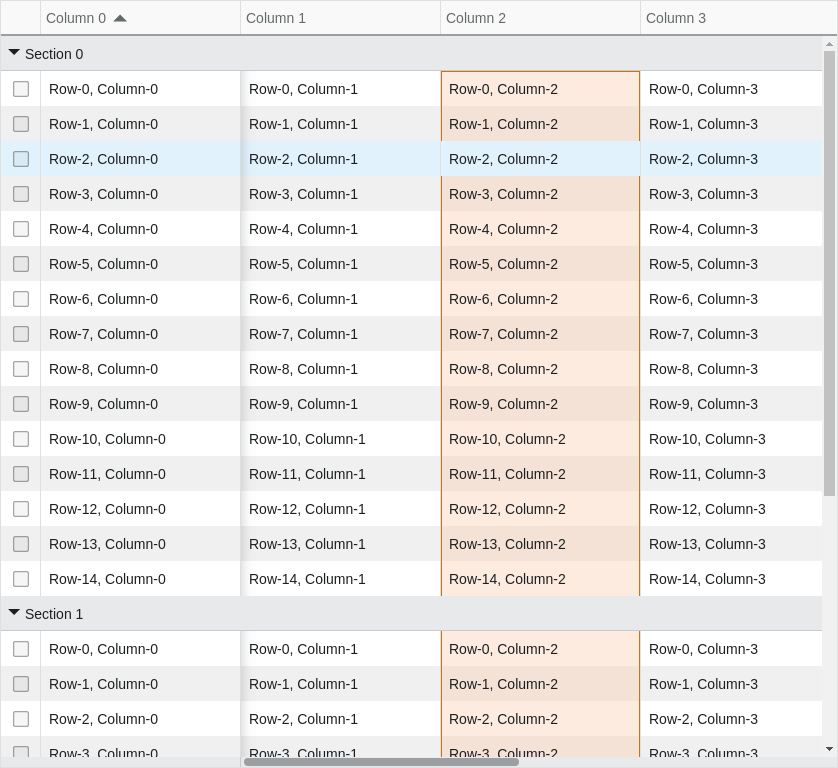 Column 0 Column 1 Column 2 Column 3
Section 0
Row-0, Column-0 Row-0, Column-1 Row-0, Column-2 Row-0, Column-3
Row-1, Column-0 Row-1, Column-1 Row-1, Column-2 Row-1, Column-3
Row-2, Column-0 Row-2, Column-1 Row-2, Column-2 Row-2, Column-3
Row-3, Column-0 Row-3, Column-1 Row-3, Column-2 Row-3, Column-3
Row-4, Column-0 Row-4, Column-1 Row-4, Column-2 Row-4, Column-3
Row-5, Column-0 Row-5, Column-1 Row-5, Column-2 Row-5, Column-3
Row-6, Column-0 Row-6, Column-1 Row-6, Column-2 Row-6, Column-3
Row-7, Column-0 Row-7, Column-1 Row-7, Column-2 Row-7, Column-3
Row-8, Column-0 Row-8, Column-1 Row-8, Column-2 Row-8, Column-3
Row-9, Column-0 Row-9, Column-1 Row-9, Column-2 Row-9, Column-3
Row-10, Column-0 Row-10, Column-1 Row-10, Column-2 Row-10, Column-3
Row-11, Column-0 Row-11, Column-1 Row-11, Column-2 Row-11, Column-3
Row-12, Column-0 Row-12, Column-1 Row-12, Column-2 Row-12, Column-3
Row-13, Column-0 Row-13, Column-1 Row-13, Column-2 Row-13, Column-3
Row-14, Column-0 Row-14, Column-1 Row-14, Column-2 Row-14, Column-3
Section 1
Row-0, Column-0 Row-0, Column-1 Row-0, Column-2 Row-0, Column-3
Row-1, Column-0 Row-1, Column-1 Row-1, Column-2 Row-1, Column-3
Row-2, Column-0 Row-2, Column-1 Row-2, Column-2 Row-2, Column-3
Row-3, Column-0 Row-3, Column-1 Row-3, Column-2 Row-3, Column-3